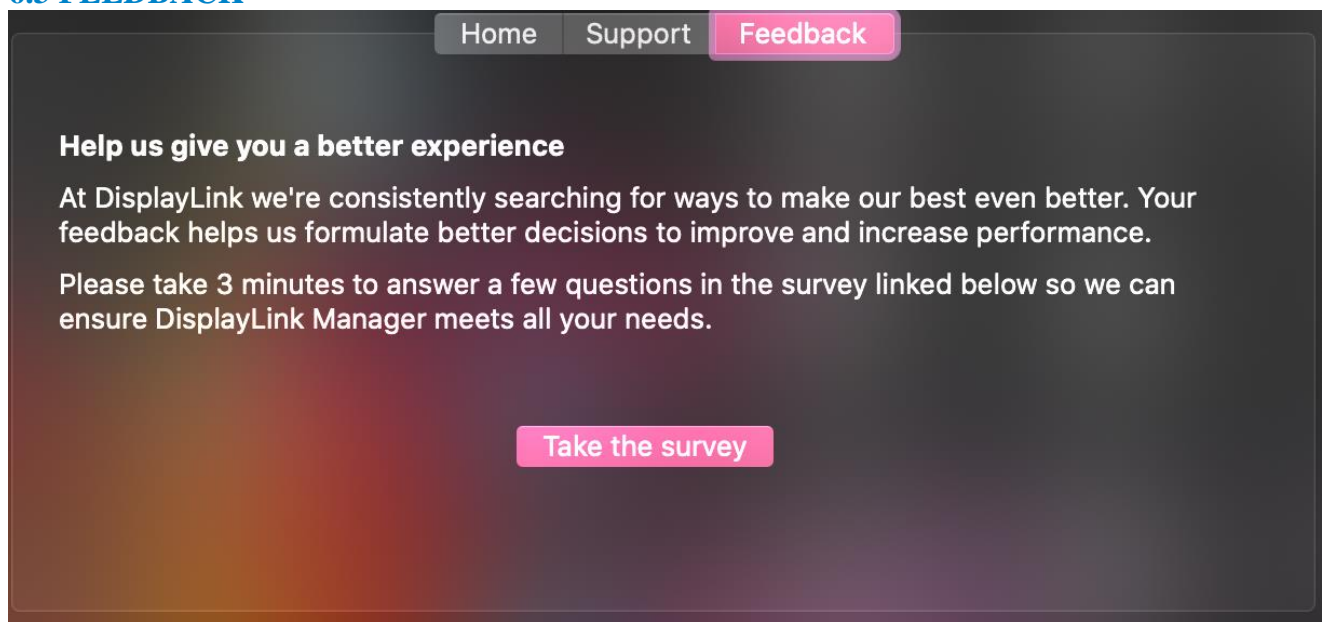 FEEDBACK
Home Support Feedback
Help us give you a better experience
At DisplayLink we're consistently searching for ways to make our best even better. Your
feedback helps us formulate better decisions to improve and increase performance.
Please take 3 minutes to answer a few questions in the survey linked below so we can
ensure DisplayLink Manager meets all your needs.
Take the survey